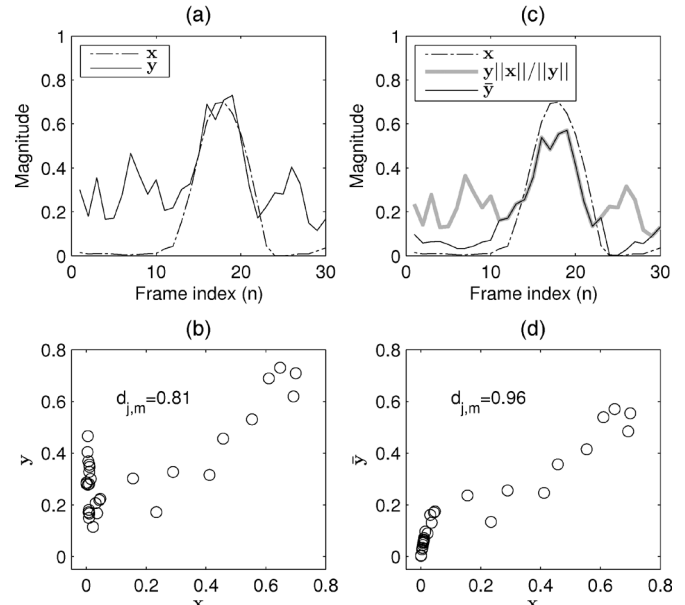 (a)
Magnitude
1
0.8
0.6
0.4
0.2
0
x
y
0 10 20 30
Frame index (n)
(c)
Magnitude
1
0.8
0.6
0.4
0.2
0
x
y||x||/||y||
ȳ
0 10 20 30
Frame index (n)
(b)
y
0.8
0.6
0.4
0.2
0
d_{j,m}=0.81
0 0.2 0.4 0.6 0.8
x
(d)
ȳ
0.8
0.6
0.4
0.2
0
d_{j,m}=0.96
0 0.2 0.4 0.6 0.8
x